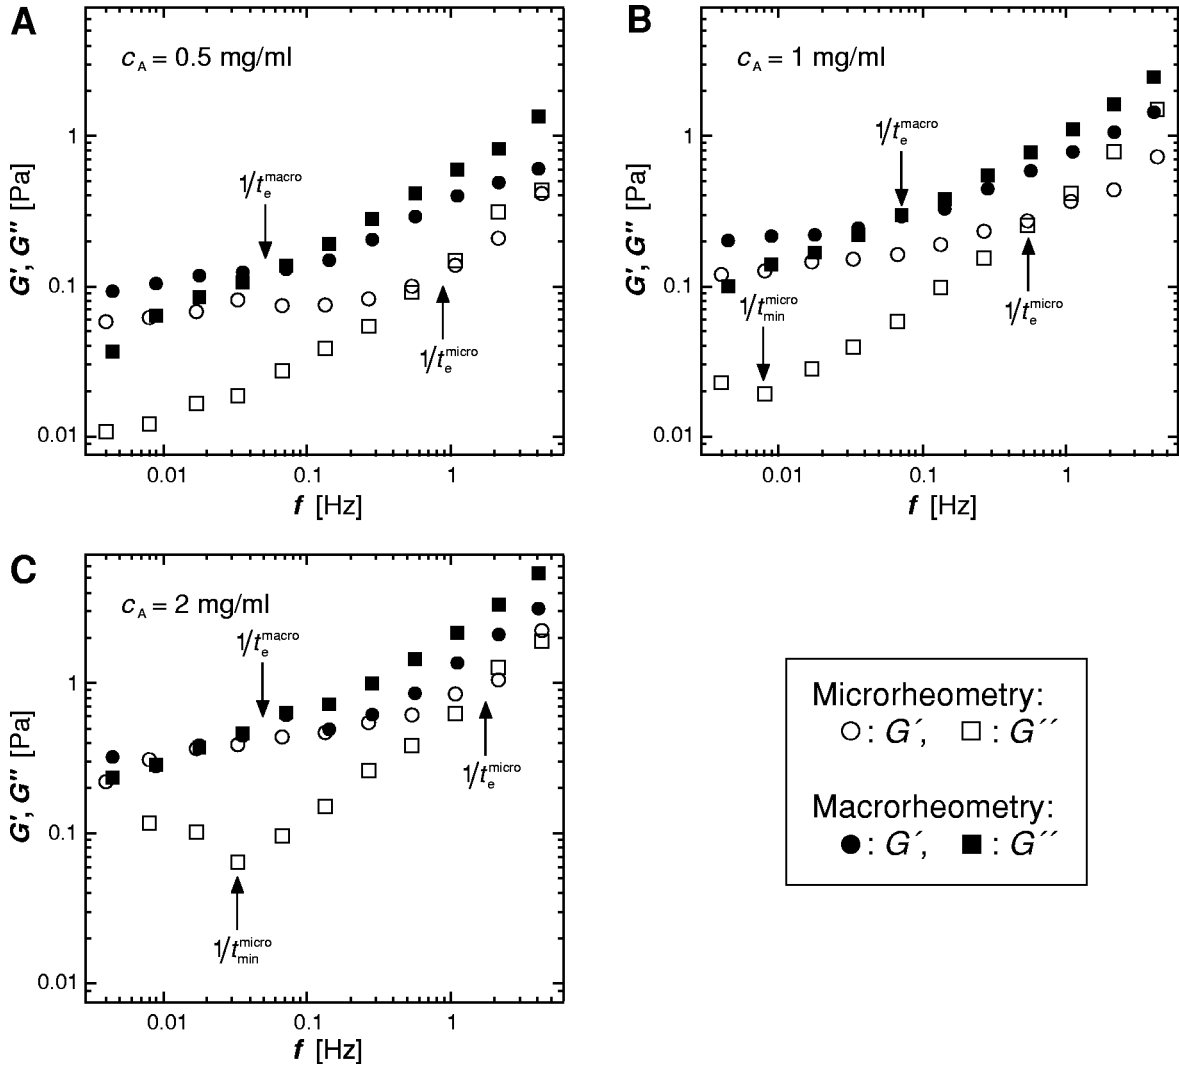 A
c_A = 0.5 mg/ml
1/t_e^macro
1/t_e^micro
G′, G″ [Pa]
1
0.1
0.01
0.01
0.1
1
f [Hz]
B
c_A = 1 mg/ml
1/t_e^macro
1/t_min^micro
1/t_e^micro
G′, G″ [Pa]
1
0.1
0.01
0.01
0.1
1
f [Hz]
C
c_A = 2 mg/ml
1/t_e^macro
1/t_e^micro
1/t_min^micro
G′, G″ [Pa]
1
0.1
0.01
0.01
0.1
1
f [Hz]
Microrheometry:
○: G´, □: G´´
Macrorheometry:
●: G´, ■: G´´